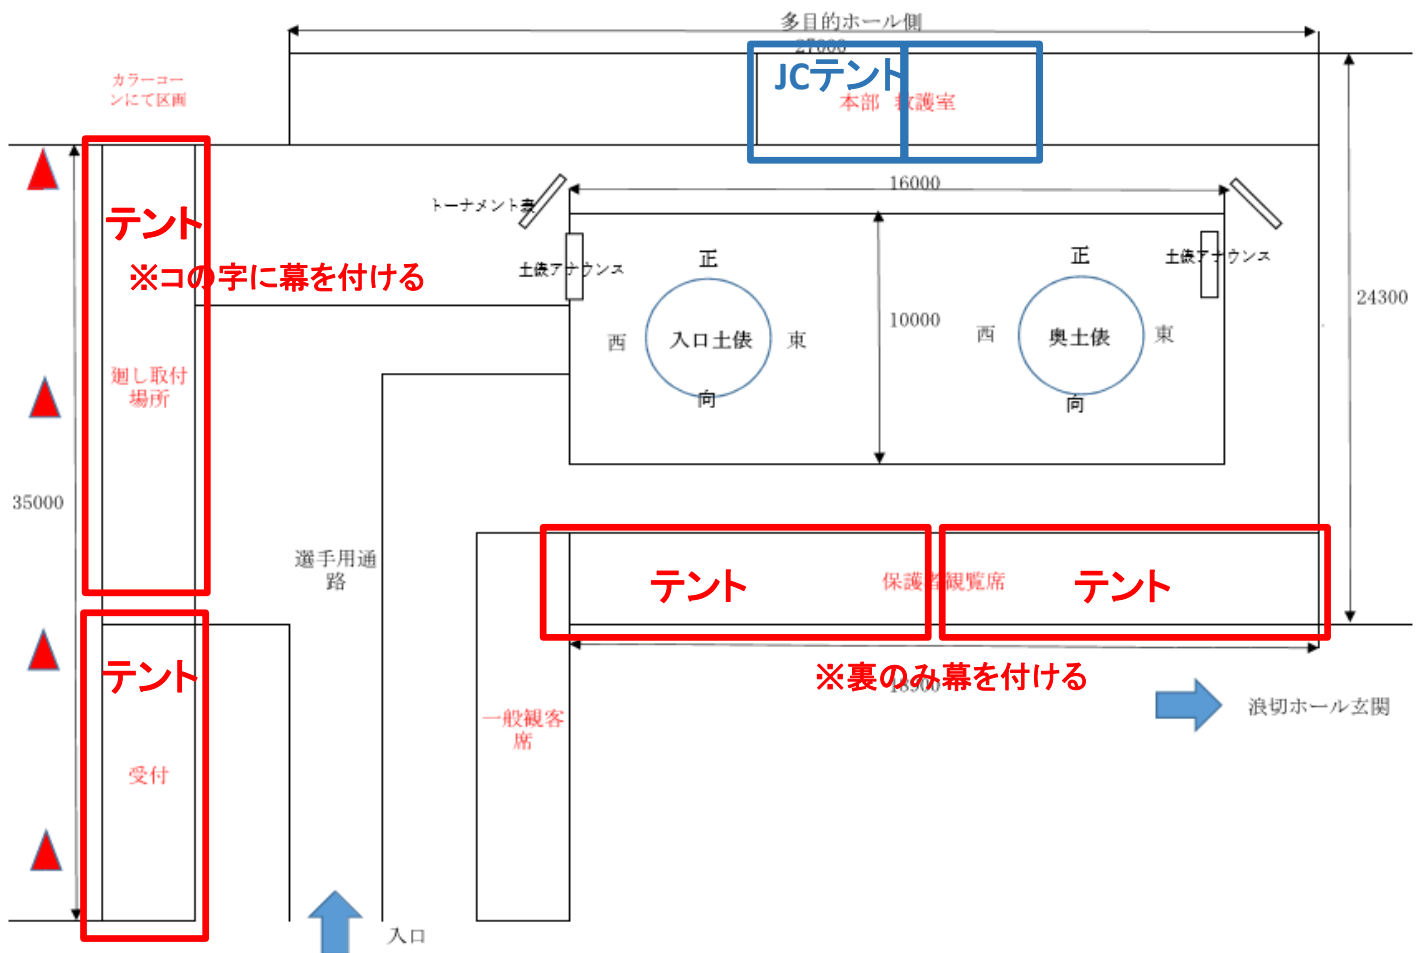 多目的ホール側
27000
カラーコー
ンにて区画
JCテント
本部 救護室
16000
トーナメント表
テント
※コの字に幕を付ける
土俵アナウンス
正
西
入口土俵
東
向
10000
正
西
奥土俵
東
向
土俵アナウンス
24300
廻し取付
場所
35000
選手用通
路
テント
保護者観覧席
テント
※裏のみ幕を付ける
18900
テント
受付
一般観客
席
浪切ホール玄関
入口